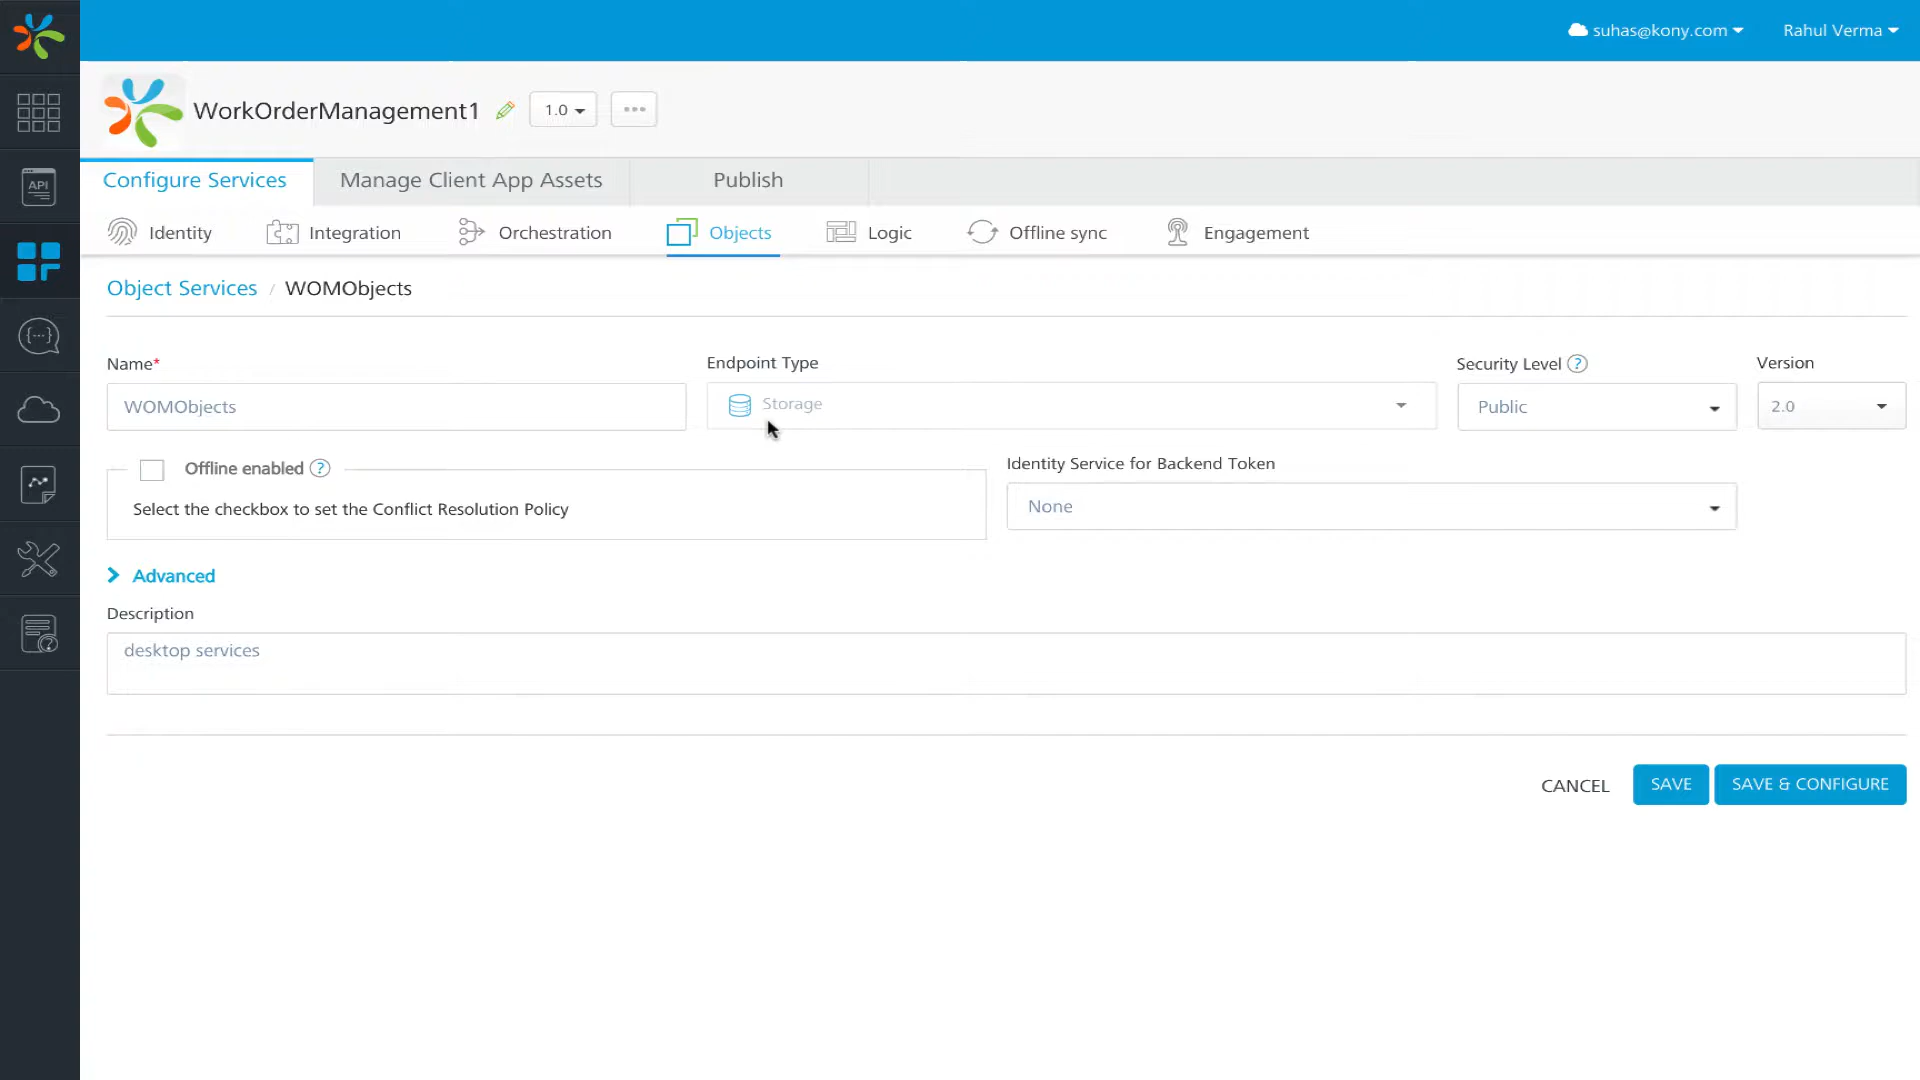 suhas@kony.com
Rahul Verma
WorkOrderManagement1
1.0
API
Configure Services
Manage Client App Assets
Publish
Identity
Integration
Orchestration
Objects
Logic
Offline sync
Engagement
Object Services / WOMObjects
Name*
Endpoint Type
Security Level ?
Version
WOMObjects
Storage
Public
2.0
Offline enabled ?
Identity Service for Backend Token
Select the checkbox to set the Conflict Resolution Policy
None
Advanced
Description
desktop services
CANCEL
SAVE
SAVE & CONFIGURE